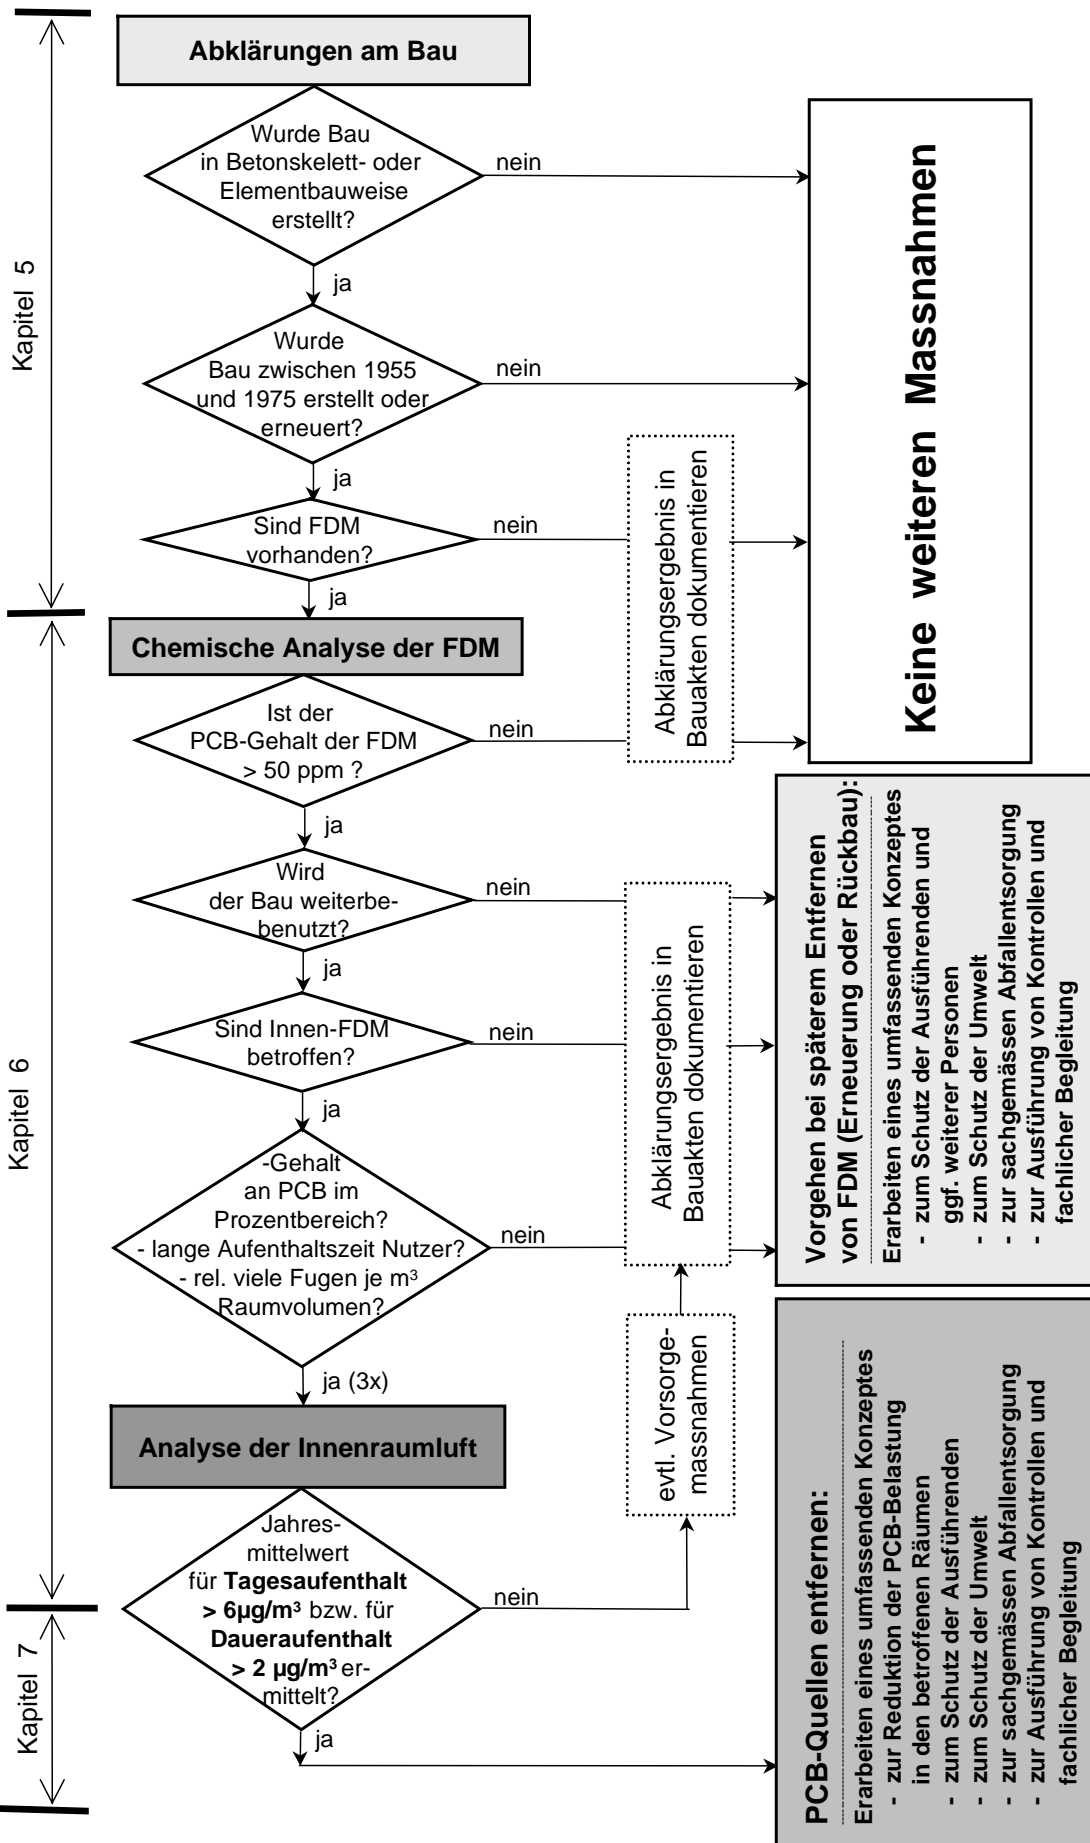 Kapitel 5
Abklärungen am Bau
Wurde Bau
in Betonskelett- oder
Elementbauweise
erstellt?
nein
ja
Wurde
Bau zwischen 1955
und 1975 erstellt oder
erneuert?
nein
ja
Sind FDM
vorhanden?
nein
ja
Abklärungsergebnis in
Bauakten dokumentieren
Keine weiteren Massnahmen
Kapitel 6
Chemische Analyse der FDM
Ist der
PCB-Gehalt der FDM
> 50 ppm ?
nein
ja
Wird
der Bau weiterbe-
benutzt?
nein
ja
Sind Innen-FDM
betroffen?
nein
ja
-Gehalt
an PCB im
Prozentbereich?
- lange Aufenthaltszeit Nutzer?
- rel. viele Fugen je m³
Raumvolumen?
nein
ja (3x)
Abklärungsergebnis in
Bauakten dokumentieren
Vorgehen bei späterem Entfernen
von FDM (Erneuerung oder Rückbau):
Erarbeiten eines umfassenden Konzeptes
- zum Schutz der Ausführenden und
ggf. weiterer Personen
- zum Schutz der Umwelt
- zur sachgemässen Abfallentsorgung
- zur Ausführung von Kontrollen und
fachlicher Begleitung
Analyse der Innenraumluft
evtl. Vorsorge-
massnahmen
Kapitel 7
Jahres-
mittelwert
für Tagesaufenthalt
> 6µg/m³ bzw. für
Daueraufenthalt
> 2 µg/m³ er-
mittelt?
nein
ja
PCB-Quellen entfernen:
Erarbeiten eines umfassenden Konzeptes
- zur Reduktion der PCB-Belastung
in den betroffenen Räumen
- zum Schutz der Ausführenden
- zum Schutz der Umwelt
- zur sachgemässen Abfallentsorgung
- zur Ausführung von Kontrollen und
fachlicher Begleitung